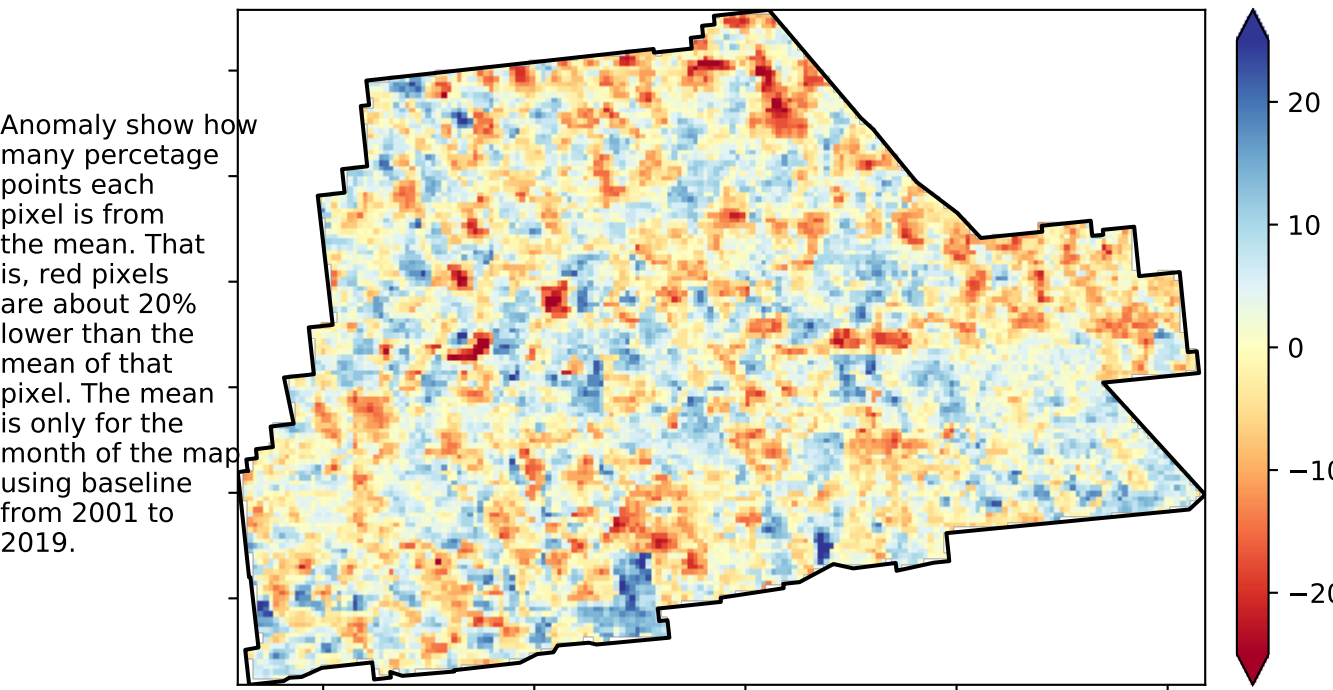 Anomaly show how
many percetage
points each
pixel is from
the mean. That
is, red pixels
are about 20%
lower than the
mean of that
pixel. The mean
is only for the
month of the map
using baseline
from 2001 to
2019.
20
10
0
−10
−20